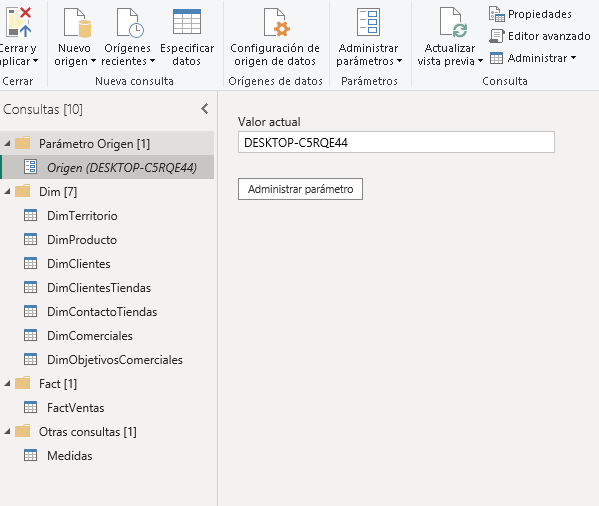 Cerrar y
aplicar
Nuevo
origen
Orígenes
recientes
Especificar
datos
Configuración de
origen de datos
Administrar
parámetros
Actualizar
vista previa
Propiedades
Editor avanzado
Administrar
Cerrar
Nueva consulta
Orígenes de datos
Parámetros
Consulta
Consultas [10]
Parámetro Origen [1]
Origen (DESKTOP-C5RQE44)
Dim [7]
DimTerritorio
DimProducto
DimClientes
DimClientesTiendas
DimContactoTiendas
DimComerciales
DimObjetivosComerciales
Fact [1]
FactVentas
Otras consultas [1]
Medidas
Valor actual
DESKTOP-C5RQE44
Administrar parámetro